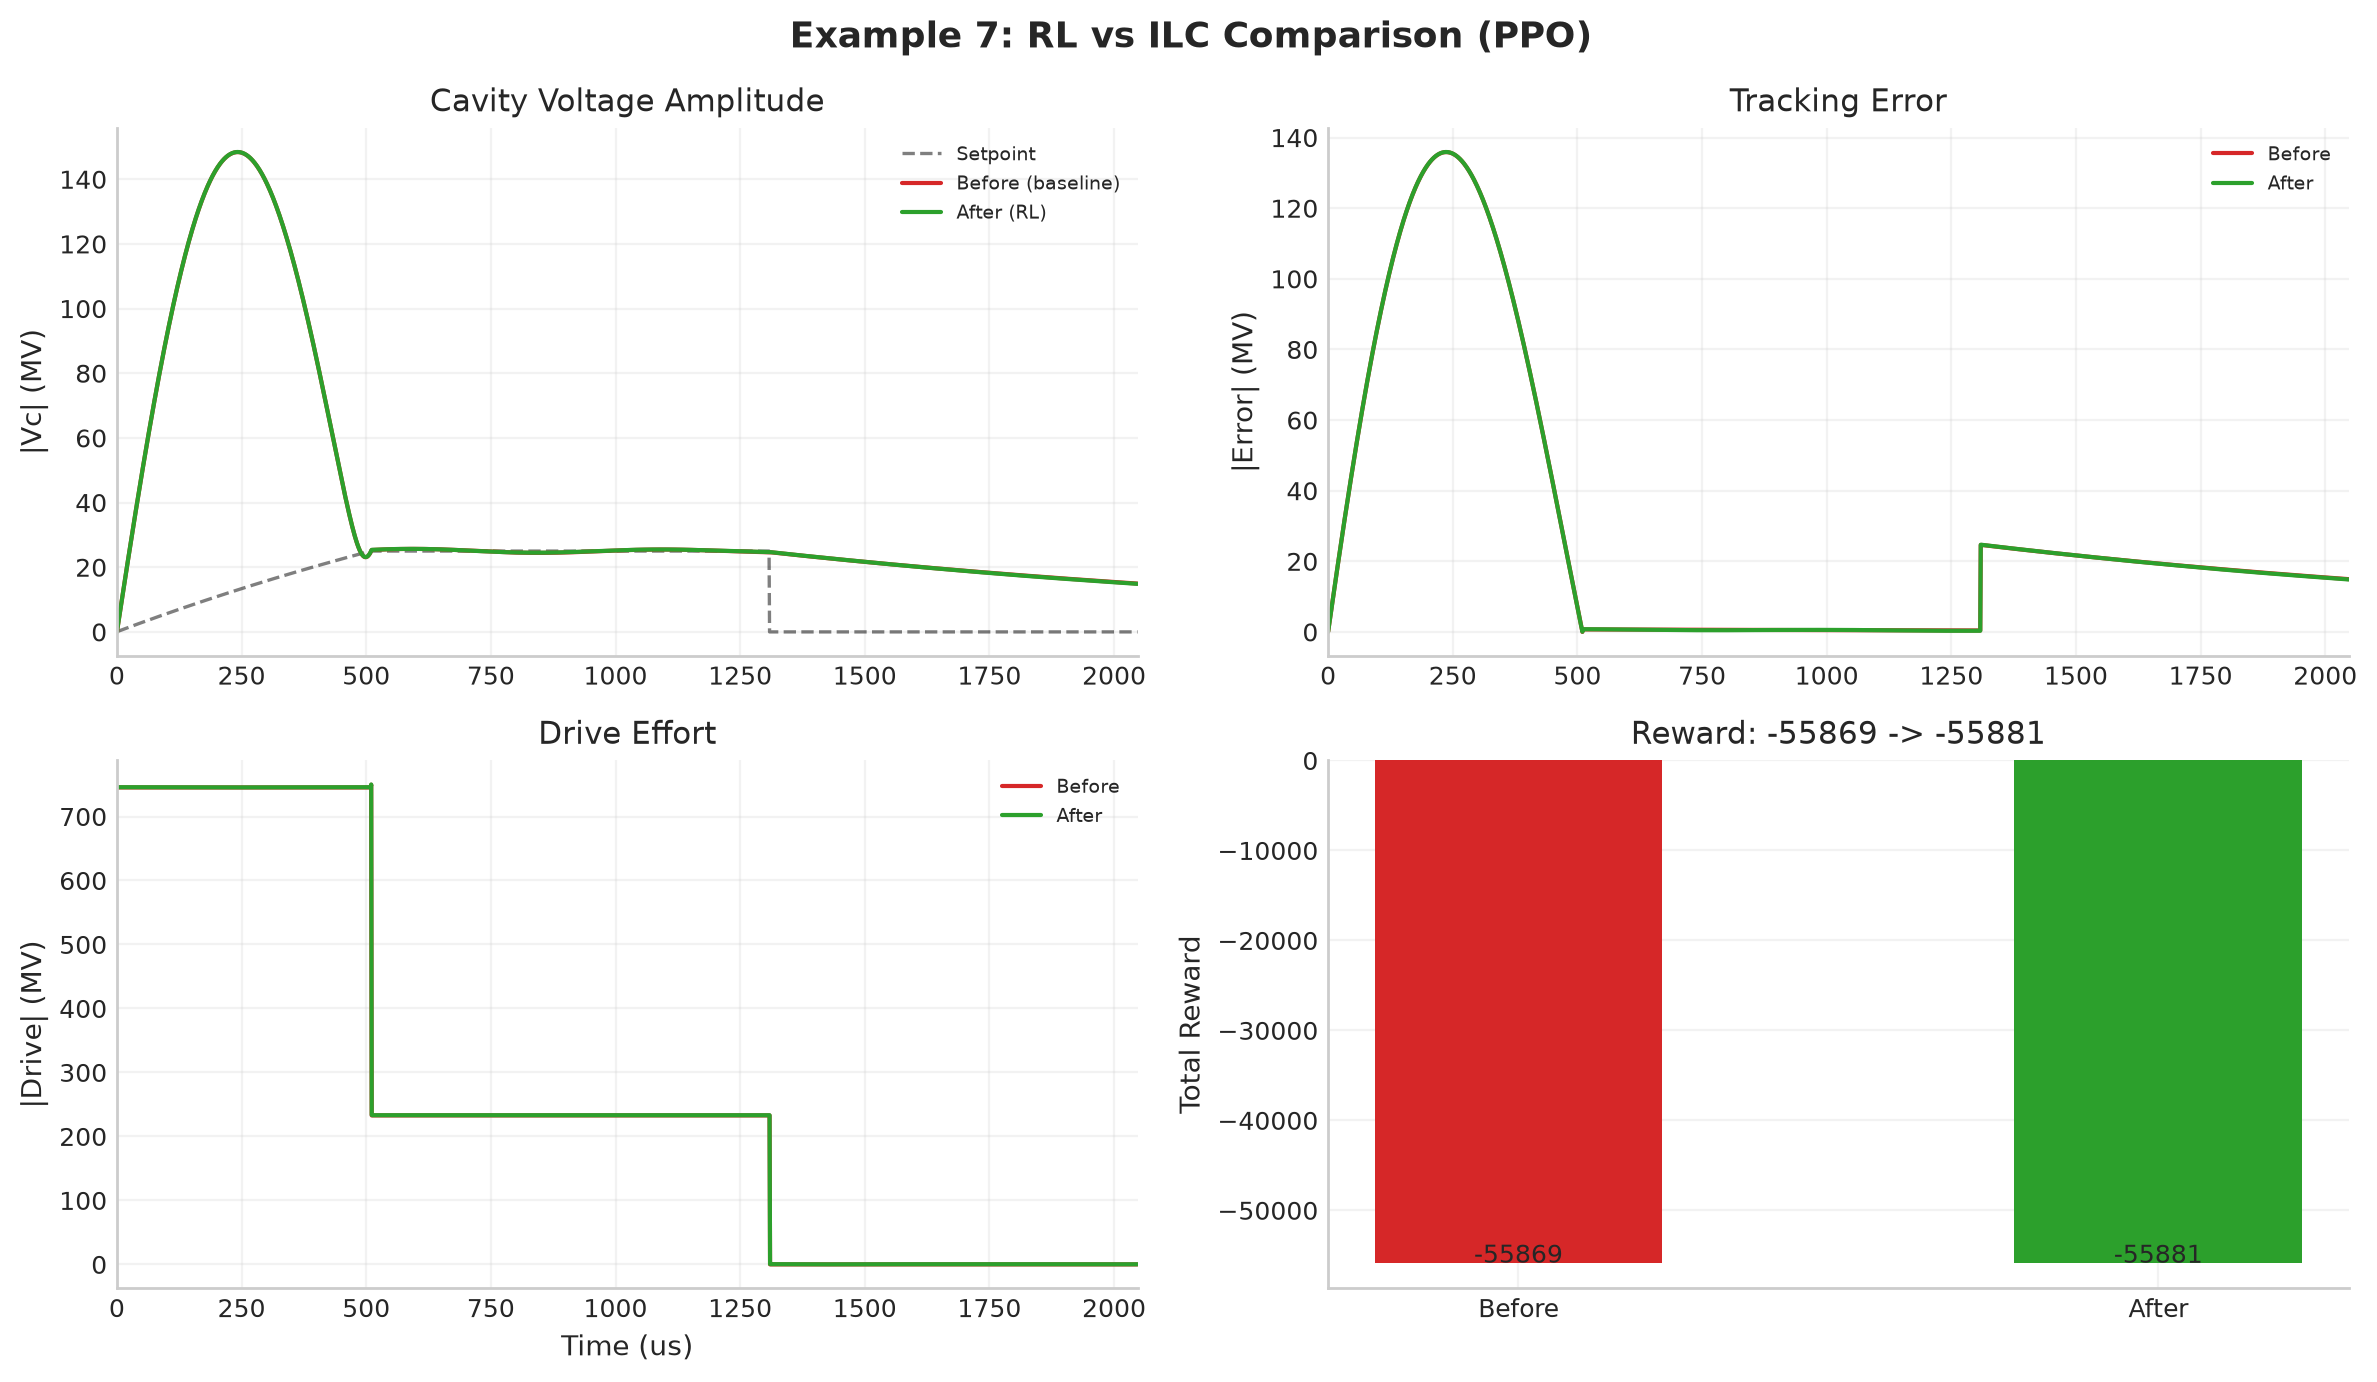 Example 7: RL vs ILC Comparison (PPO)
Cavity Voltage Amplitude
|Vc| (MV)
140
120
100
80
60
40
20
0
0 250 500 750 1000 1250 1500 1750 2000
Setpoint
Before (baseline)
After (RL)
Tracking Error
|Error| (MV)
140
120
100
80
60
40
20
0
0 250 500 750 1000 1250 1500 1750 2000
Before
After
Drive Effort
|Drive| (MV)
700
600
500
400
300
200
100
0
0 250 500 750 1000 1250 1500 1750 2000
Time (us)
Before
After
Reward: -55869 -> -55881
Total Reward
0
−10000
−20000
−30000
−40000
−50000
-55869 -55881
Before After